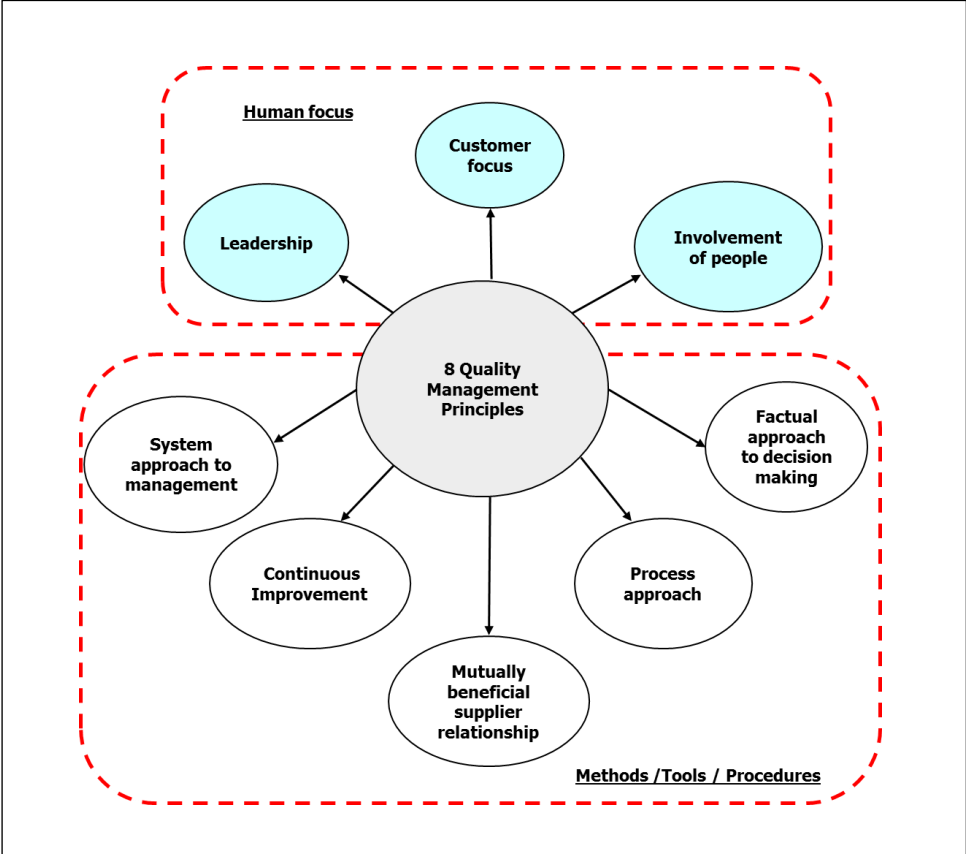 Human focus
Customer
focus
Leadership
Involvement
of people
8 Quality
Management
Principles
System
approach to
management
Factual
approach
to decision
making
Continuous
Improvement
Process
approach
Mutually
beneficial
supplier
relationship
Methods /Tools / Procedures